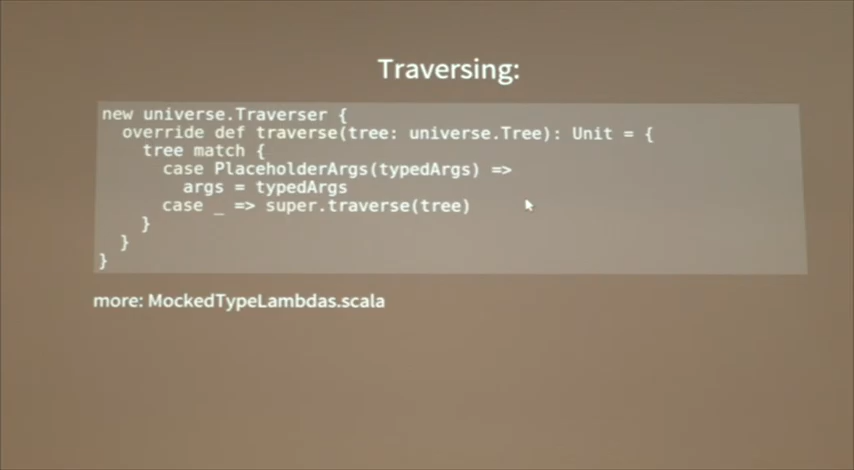 Traversing:
new universe.Traverser {
  override def traverse(tree: universe.Tree): Unit = {
    tree match {
      case PlaceholderArgs(typedArgs) =>
        args = typedArgs
      case _ => super.traverse(tree)
    }
  }
}
more: MockedTypeLambdas.scala